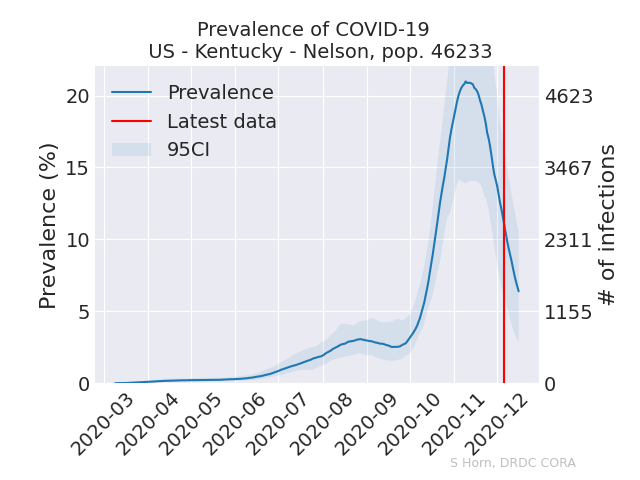 Prevalence of COVID-19
US - Kentucky - Nelson, pop. 46233
Prevalence
Latest data
95CI
Prevalence (%)
20
15
10
5
0
4623
3467
2311
1155
0
# of infections
2020-03
2020-04
2020-05
2020-06
2020-07
2020-08
2020-09
2020-10
2020-11
2020-12
S Horn, DRDC CORA